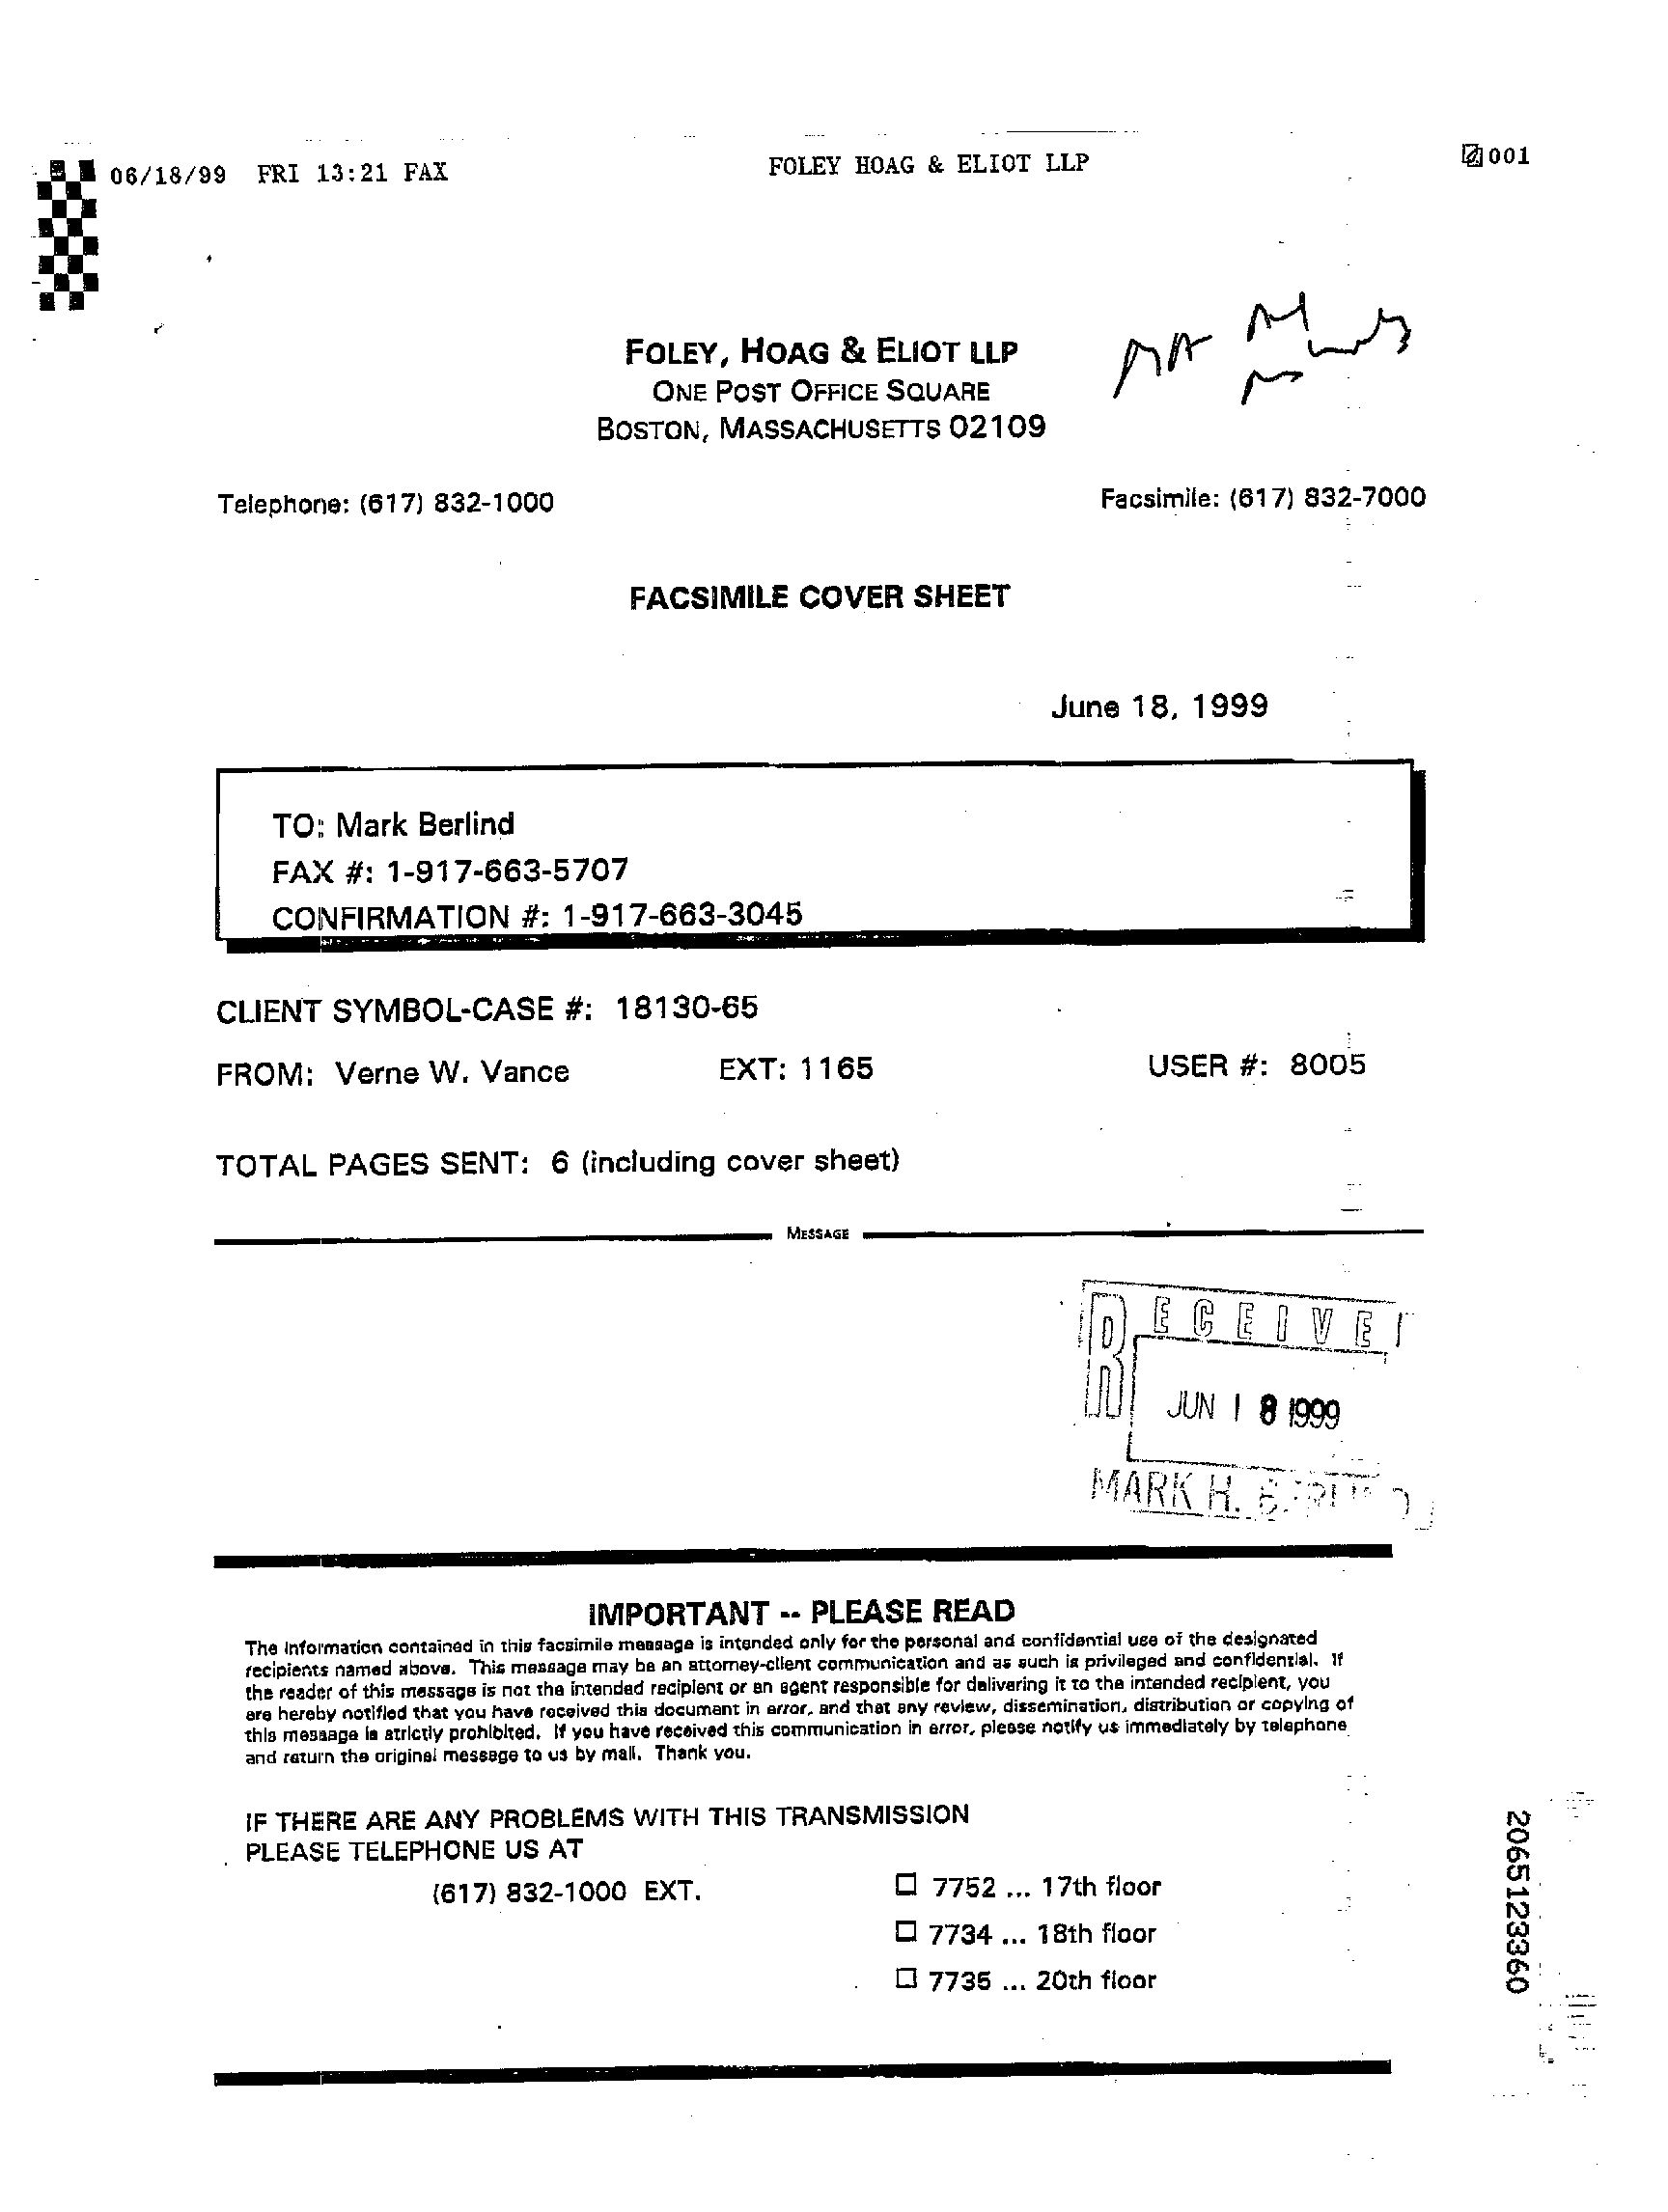 06/18/99 FRI 13:21 FAX FOLEY HOAG & ELIOT LLP 001
FOLEY, HOAG & ELIOT LLP
ONE POST OFFICE SQUARE
BOSTON, MASSACHUSETTS 02109
Telephone: (617) 832-1000 Facsimile: (617) 832-7000
FACSIMILE COVER SHEET
June 18, 1999
TO: Mark Berlind
FAX #: 1-917-663-5707
CONFIRMATION #: 1-917-663-3045
CLIENT SYMBOL-CASE #: 18130-65
FROM: Verne W. Vance EXT: 1165 USER #: 8005
TOTAL PAGES SENT: 6 (including cover sheet)
MESSAGE
RECEIVE
JUN 18 1999
MARK H.
IMPORTANT -- PLEASE READ
The information contained in this facsimile message is intended only for the personal and confidential use of the designated
recipients named above. This message may be an attorney-client communication and as such is privileged and confidential. If
the reader of this message is not the intended recipient or an agent responsible for delivering it to the intended recipient, you
are hereby notified that you have received this document in error, and that any review, dissemination, distribution or copying of
this message is strictly prohibited. If you have received this communication in error, please notify us immediately by telephone
and return the original message to us by mail. Thank you.
IF THERE ARE ANY PROBLEMS WITH THIS TRANSMISSION
PLEASE TELEPHONE US AT
(617) 832-1000 EXT. 7752 ... 17th floor
7734 ... 18th floor
7735 ... 20th floor
2065123360